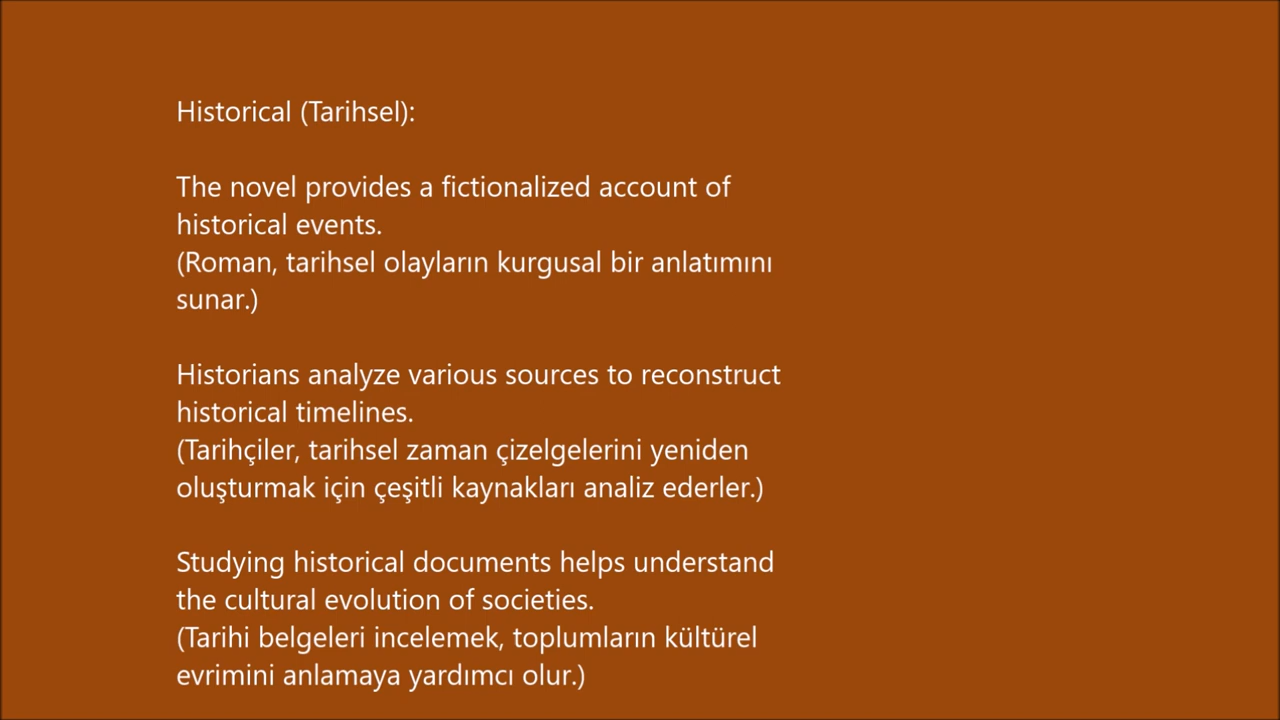 Historical (Tarihsel):
The novel provides a fictionalized account of
historical events.
(Roman, tarihsel olayların kurgusal bir anlatımını
sunar.)
Historians analyze various sources to reconstruct
historical timelines.
(Tarihçiler, tarihsel zaman çizelgelerini yeniden
oluşturmak için çeşitli kaynakları analiz ederler.)
Studying historical documents helps understand
the cultural evolution of societies.
(Tarihi belgeleri incelemek, toplumların kültürel
evrimini anlamaya yardımcı olur.)